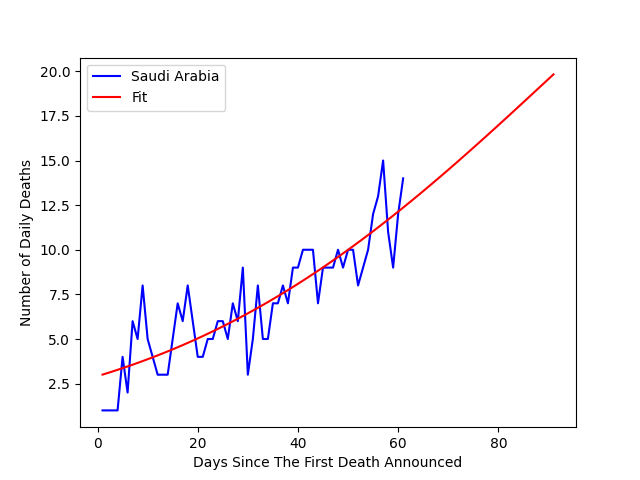 Saudi Arabia
Fit
20.0
17.5
15.0
12.5
10.0
7.5
5.0
2.5
Number of Daily Deaths
0 20 40 60 80
Days Since The First Death Announced